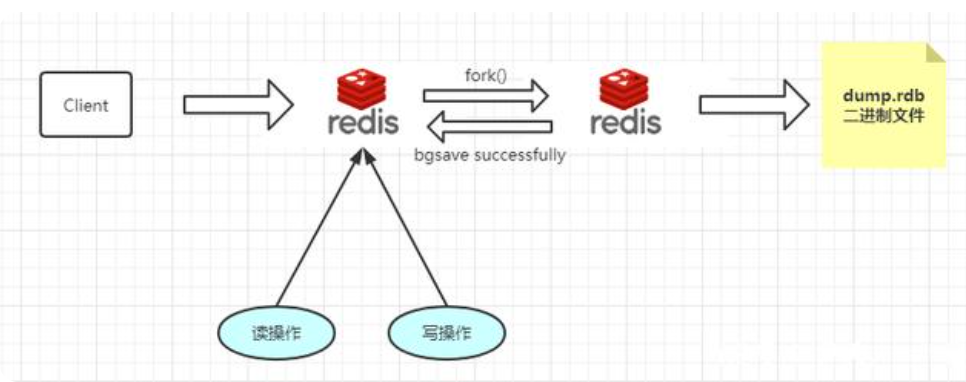 Client
redis
fork()
bgsave successfully
redis
dump.rdb
二进制文件
读操作
写操作